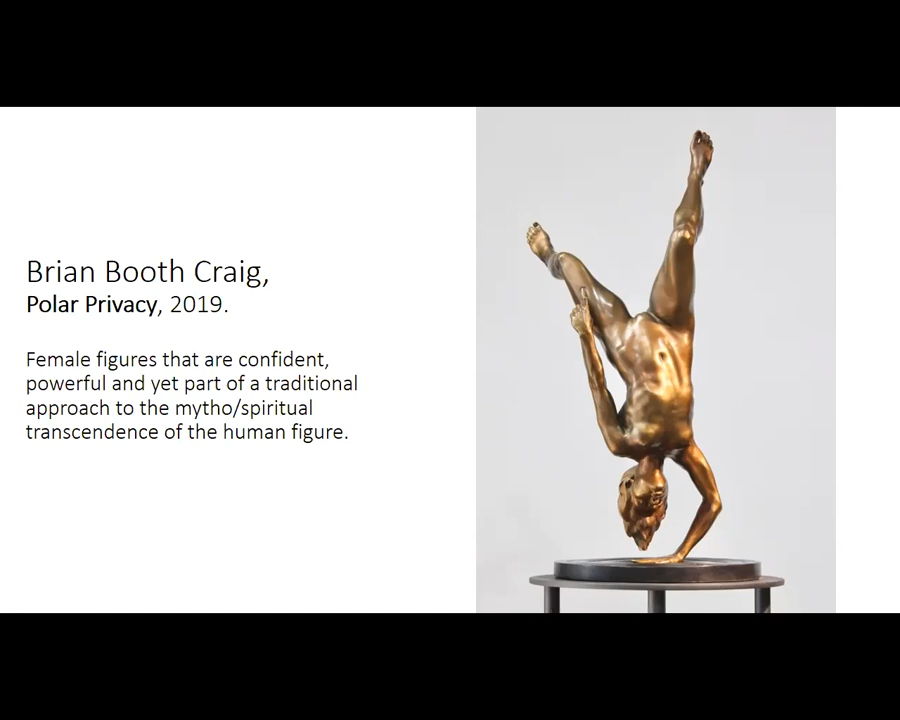 Brian Booth Craig,
Polar Privacy, 2019.
Female figures that are confident,
powerful and yet part of a traditional
approach to the mytho/spiritual
transcendence of the human figure.